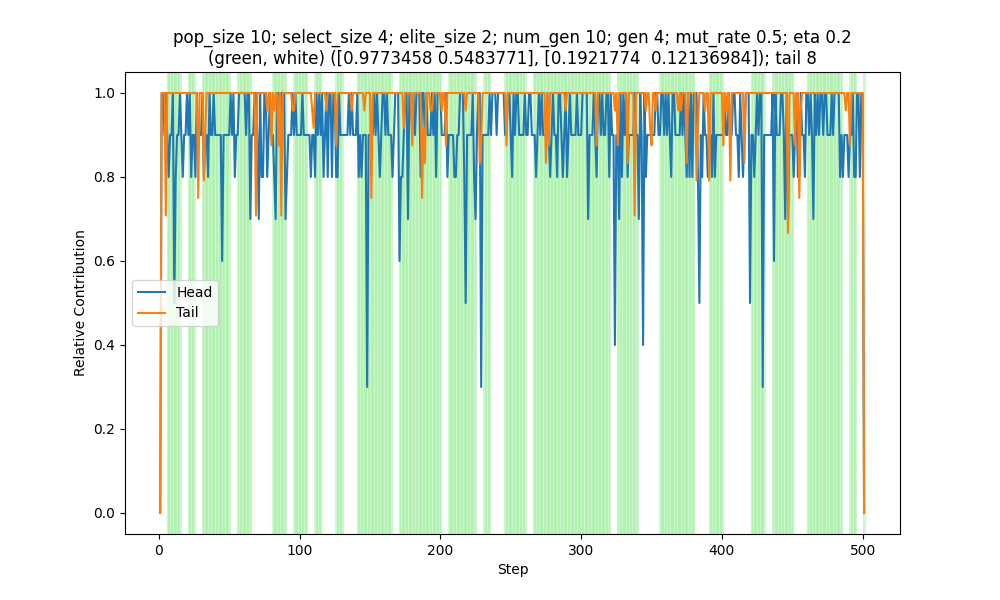 pop_size 10; select_size 4; elite_size 2; num_gen 10; gen 4; mut_rate 0.5; eta 0.2
(green, white) ([0.9773458 0.5483771], [0.1921774  0.12136984]); tail 8
1.0
0.8
0.6
0.4
0.2
0.0
Relative Contribution
Head
Tail
0
100
200
300
400
500
Step